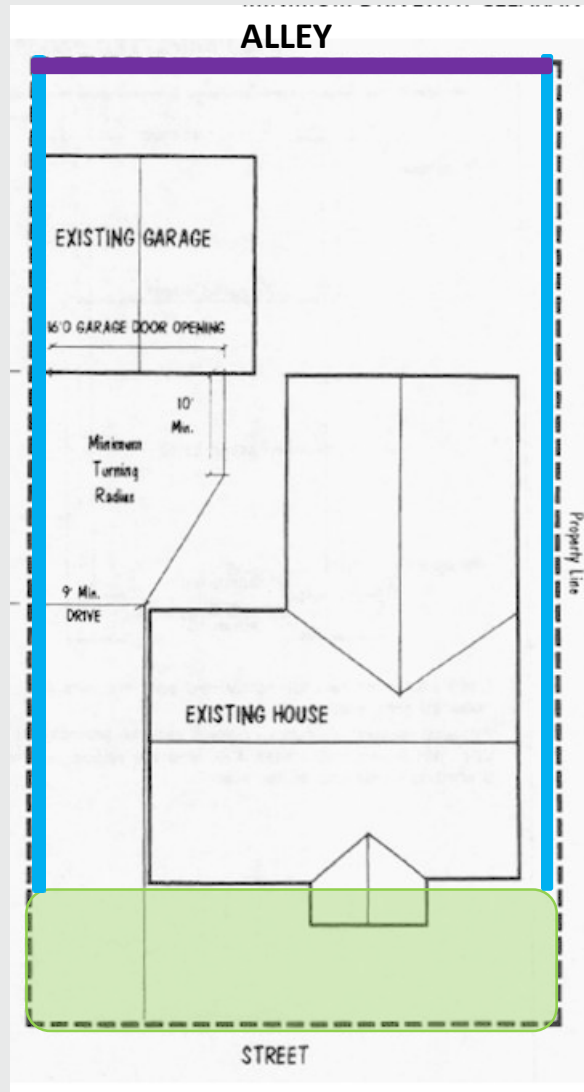 ALLEY
EXISTING GARAGE
16'0 GARAGE DOOR OPENING
10'
Min.
Minimum
Turning
Radius
Property Line
9' Min.
DRIVE
EXISTING HOUSE
STREET